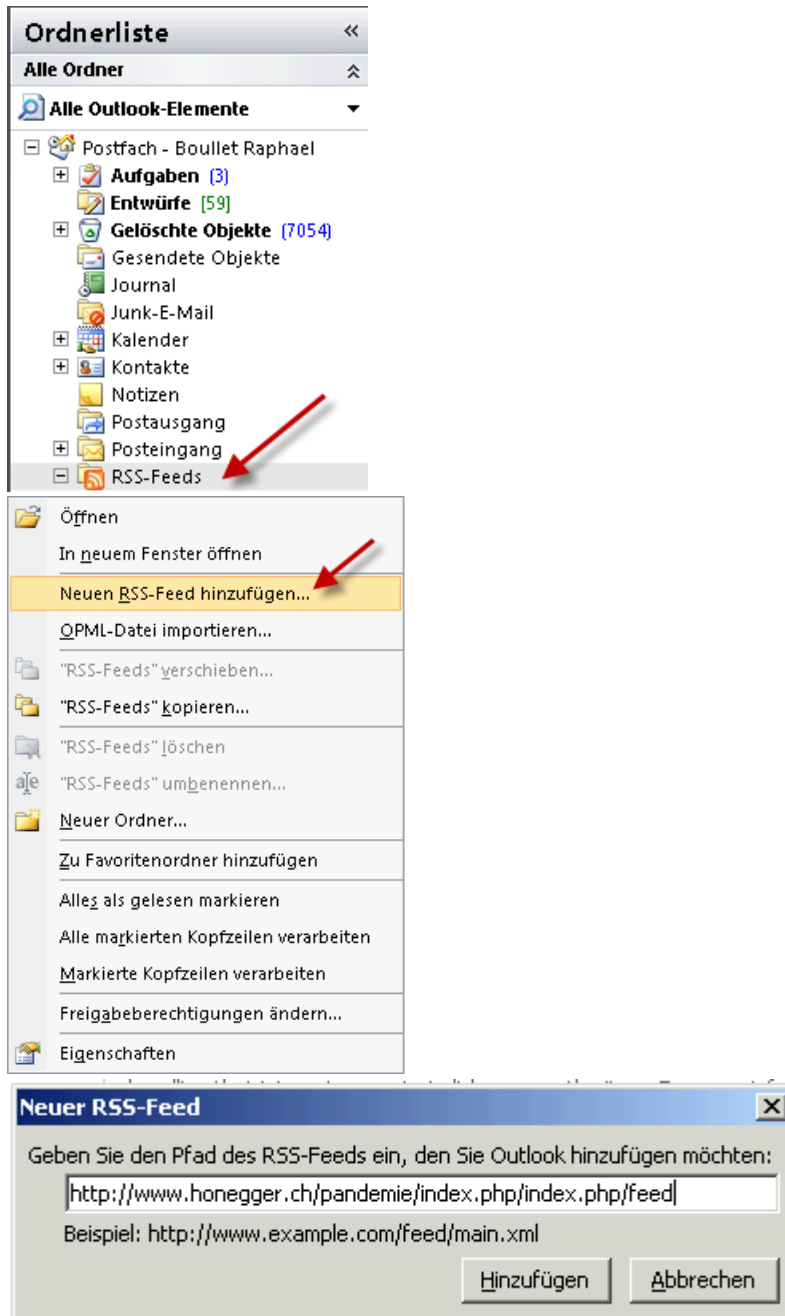 Ordnerliste «
Alle Ordner
Alle Outlook-Elemente
Postfach - Boullet Raphael
Aufgaben (3)
Entwürfe [59]
Gelöschte Objekte (7054)
Gesendete Objekte
Journal
Junk-E-Mail
Kalender
Kontakte
Notizen
Postausgang
Posteingang
RSS-Feeds
Öffnen
In neuem Fenster öffnen
Neuen RSS-Feed hinzufügen...
OPML-Datei importieren...
"RSS-Feeds" verschieben...
"RSS-Feeds" kopieren...
"RSS-Feeds" löschen
"RSS-Feeds" umbenennen...
Neuer Ordner...
Zu Favoritenordner hinzufügen
Alles als gelesen markieren
Alle markierten Kopfzeilen verarbeiten
Markierte Kopfzeilen verarbeiten
Freigabeberechtigungen ändern...
Eigenschaften
Neuer RSS-Feed
Geben Sie den Pfad des RSS-Feeds ein, den Sie Outlook hinzufügen möchten:
http://www.honegger.ch/pandemie/index.php/index.php/feed
Beispiel: http://www.example.com/feed/main.xml
Hinzufügen Abbrechen